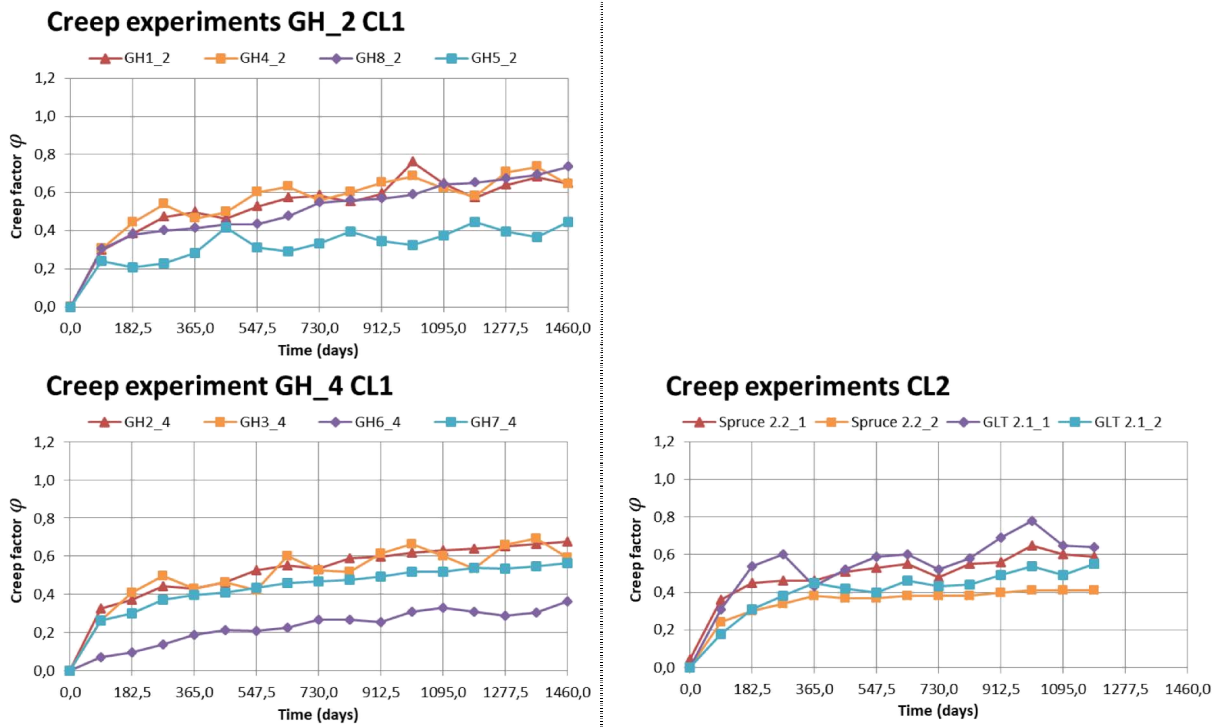 Creep experiments GH_2 CL1
GH1_2 GH4_2 GH8_2 GH5_2
1,2
1,0
0,8
0,6
0,4
0,2
0,0
Creep factor φ
0,0 182,5 365,0 547,5 730,0 912,5 1095,0 1277,5 1460,0
Time (days)
Creep experiment GH_4 CL1
GH2_4 GH3_4 GH6_4 GH7_4
1,2
1,0
0,8
0,6
0,4
0,2
0,0
Creep factor φ
0,0 182,5 365,0 547,5 730,0 912,5 1095,0 1277,5 1460,0
Time (days)
Creep experiments CL2
Spruce 2.2_1 Spruce 2.2_2 GLT 2.1_1 GLT 2.1_2
1,2
1,0
0,8
0,6
0,4
0,2
0,0
Creep factor φ
0,0 182,5 365,0 547,5 730,0 912,5 1095,0 1277,5 1460,0
Time (days)